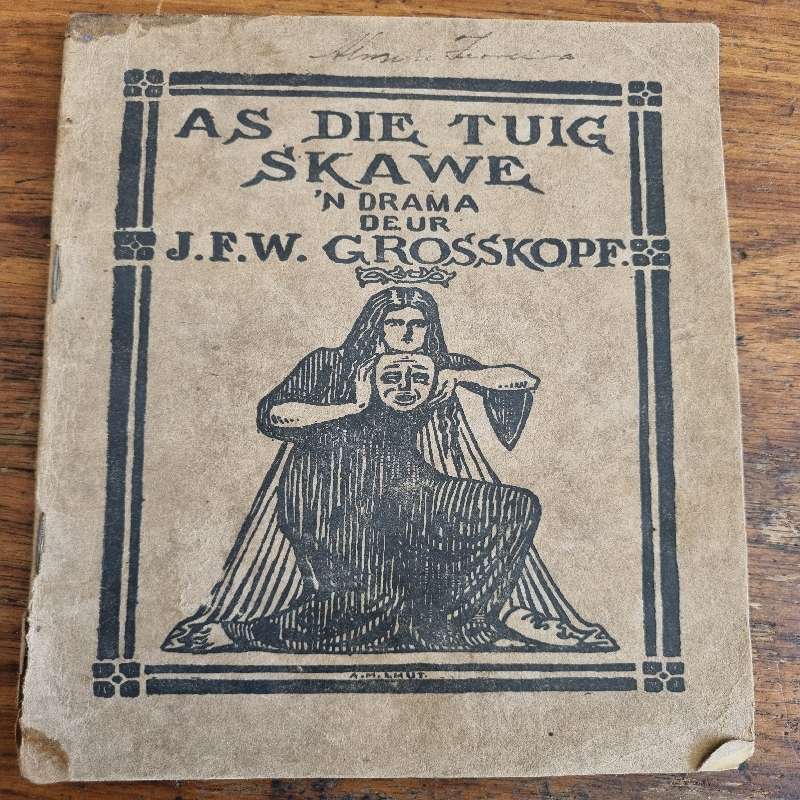 AS DIE TUIG
SKAWE
'N DRAMA
DEUR
J.F.W. GROSSKOPF.